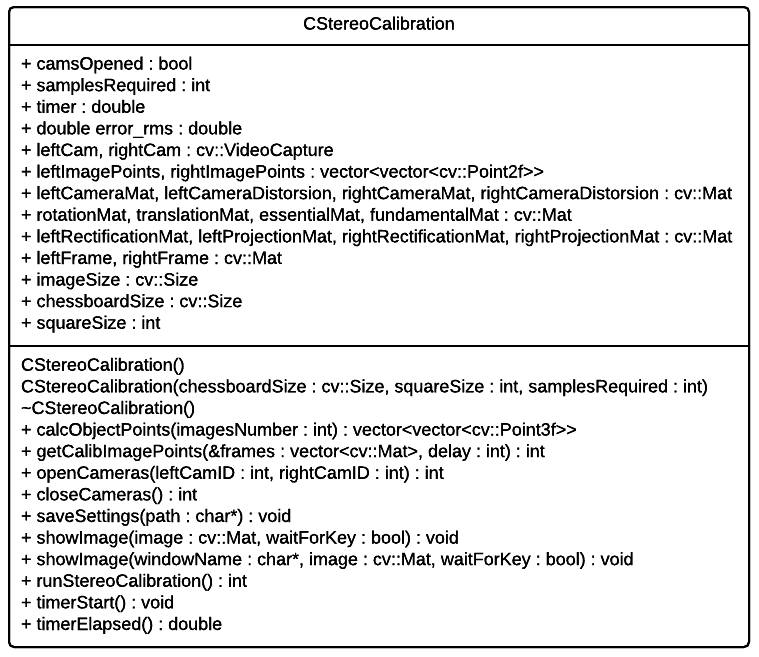 CStereoCalibration
+ camsOpened : bool
+ samplesRequired : int
+ timer : double
+ double error_rms : double
+ leftCam, rightCam : cv::VideoCapture
+ leftImagePoints, rightImagePoints : vector<vector<cv::Point2f>>
+ leftCameraMat, leftCameraDistorsion, rightCameraMat, rightCameraDistorsion : cv::Mat
+ rotationMat, translationMat, essentialMat, fundamentalMat : cv::Mat
+ leftRectificationMat, leftProjectionMat, rightRectificationMat, rightProjectionMat : cv::Mat
+ leftFrame, rightFrame : cv::Mat
+ imageSize : cv::Size
+ chessboardSize : cv::Size
+ squareSize : int
CStereoCalibration()
CStereoCalibration(chessboardSize : cv::Size, squareSize : int, samplesRequired : int)
~CStereoCalibration()
+ calcObjectPoints(imagesNumber : int) : vector<vector<cv::Point3f>>
+ getCalibImagePoints(&frames : vector<cv::Mat>, delay : int) : int
+ openCameras(leftCamID : int, rightCamID : int) : int
+ closeCameras() : int
+ saveSettings(path : char*) : void
+ showImage(image : cv::Mat, waitForKey : bool) : void
+ showImage(windowName : char*, image : cv::Mat, waitForKey : bool) : void
+ runStereoCalibration() : int
+ timerStart() : void
+ timerElapsed() : double